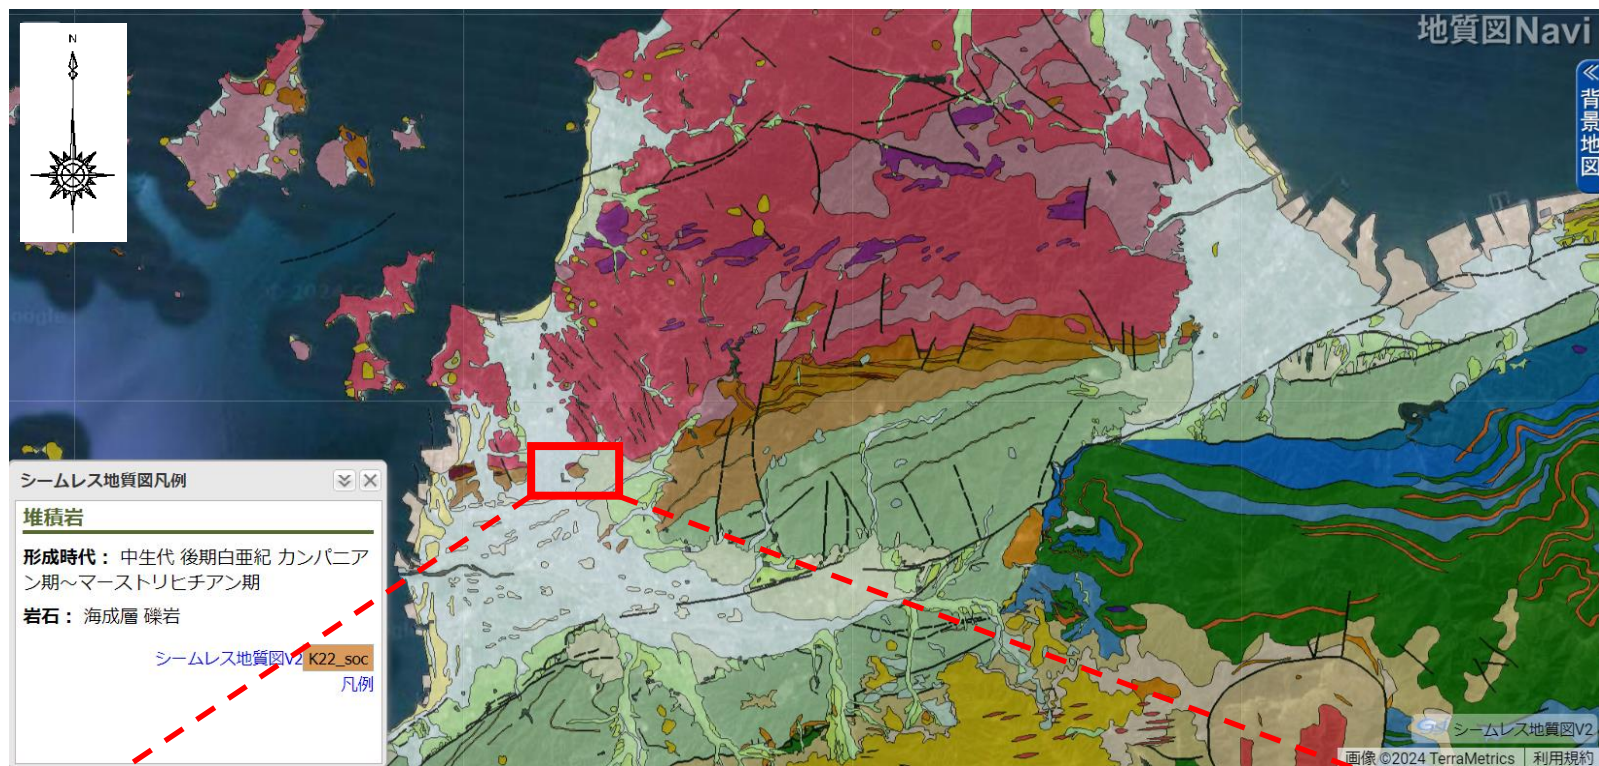 N
地質図Navi
背景地図
シームレス地質図凡例
堆積岩
形成時代： 中生代 後期白亜紀 カンパニア
ン期～マーストリヒチアン期
岩石： 海成層 礫岩
シームレス地質図V2 K22_soc
凡例
シームレス地質図V2
画像 ©2024 TerraMetrics 利用規約